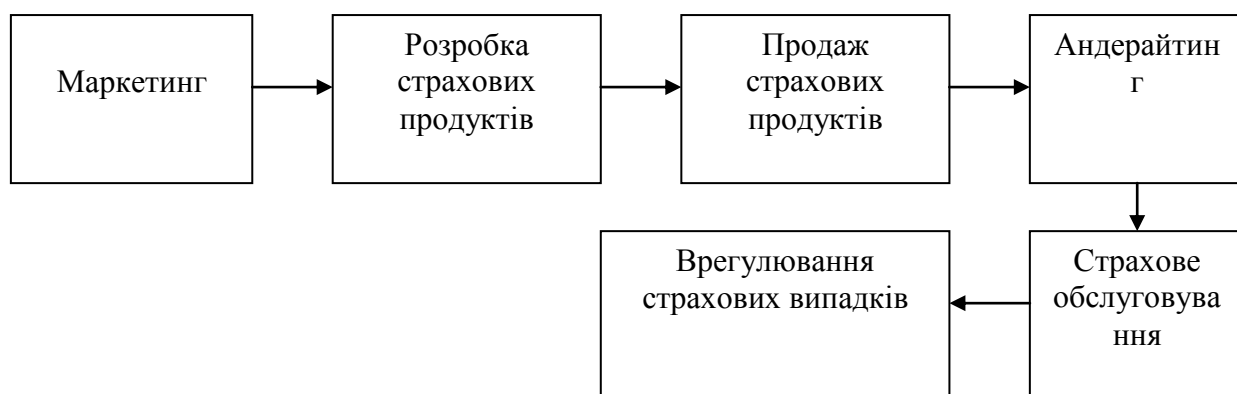 Маркетинг
Розробка
страхових
продуктів
Продаж
страхових
продуктів
Андерайтин
г
Врегулювання
страхових випадків
Страхове
обслуговува
ння